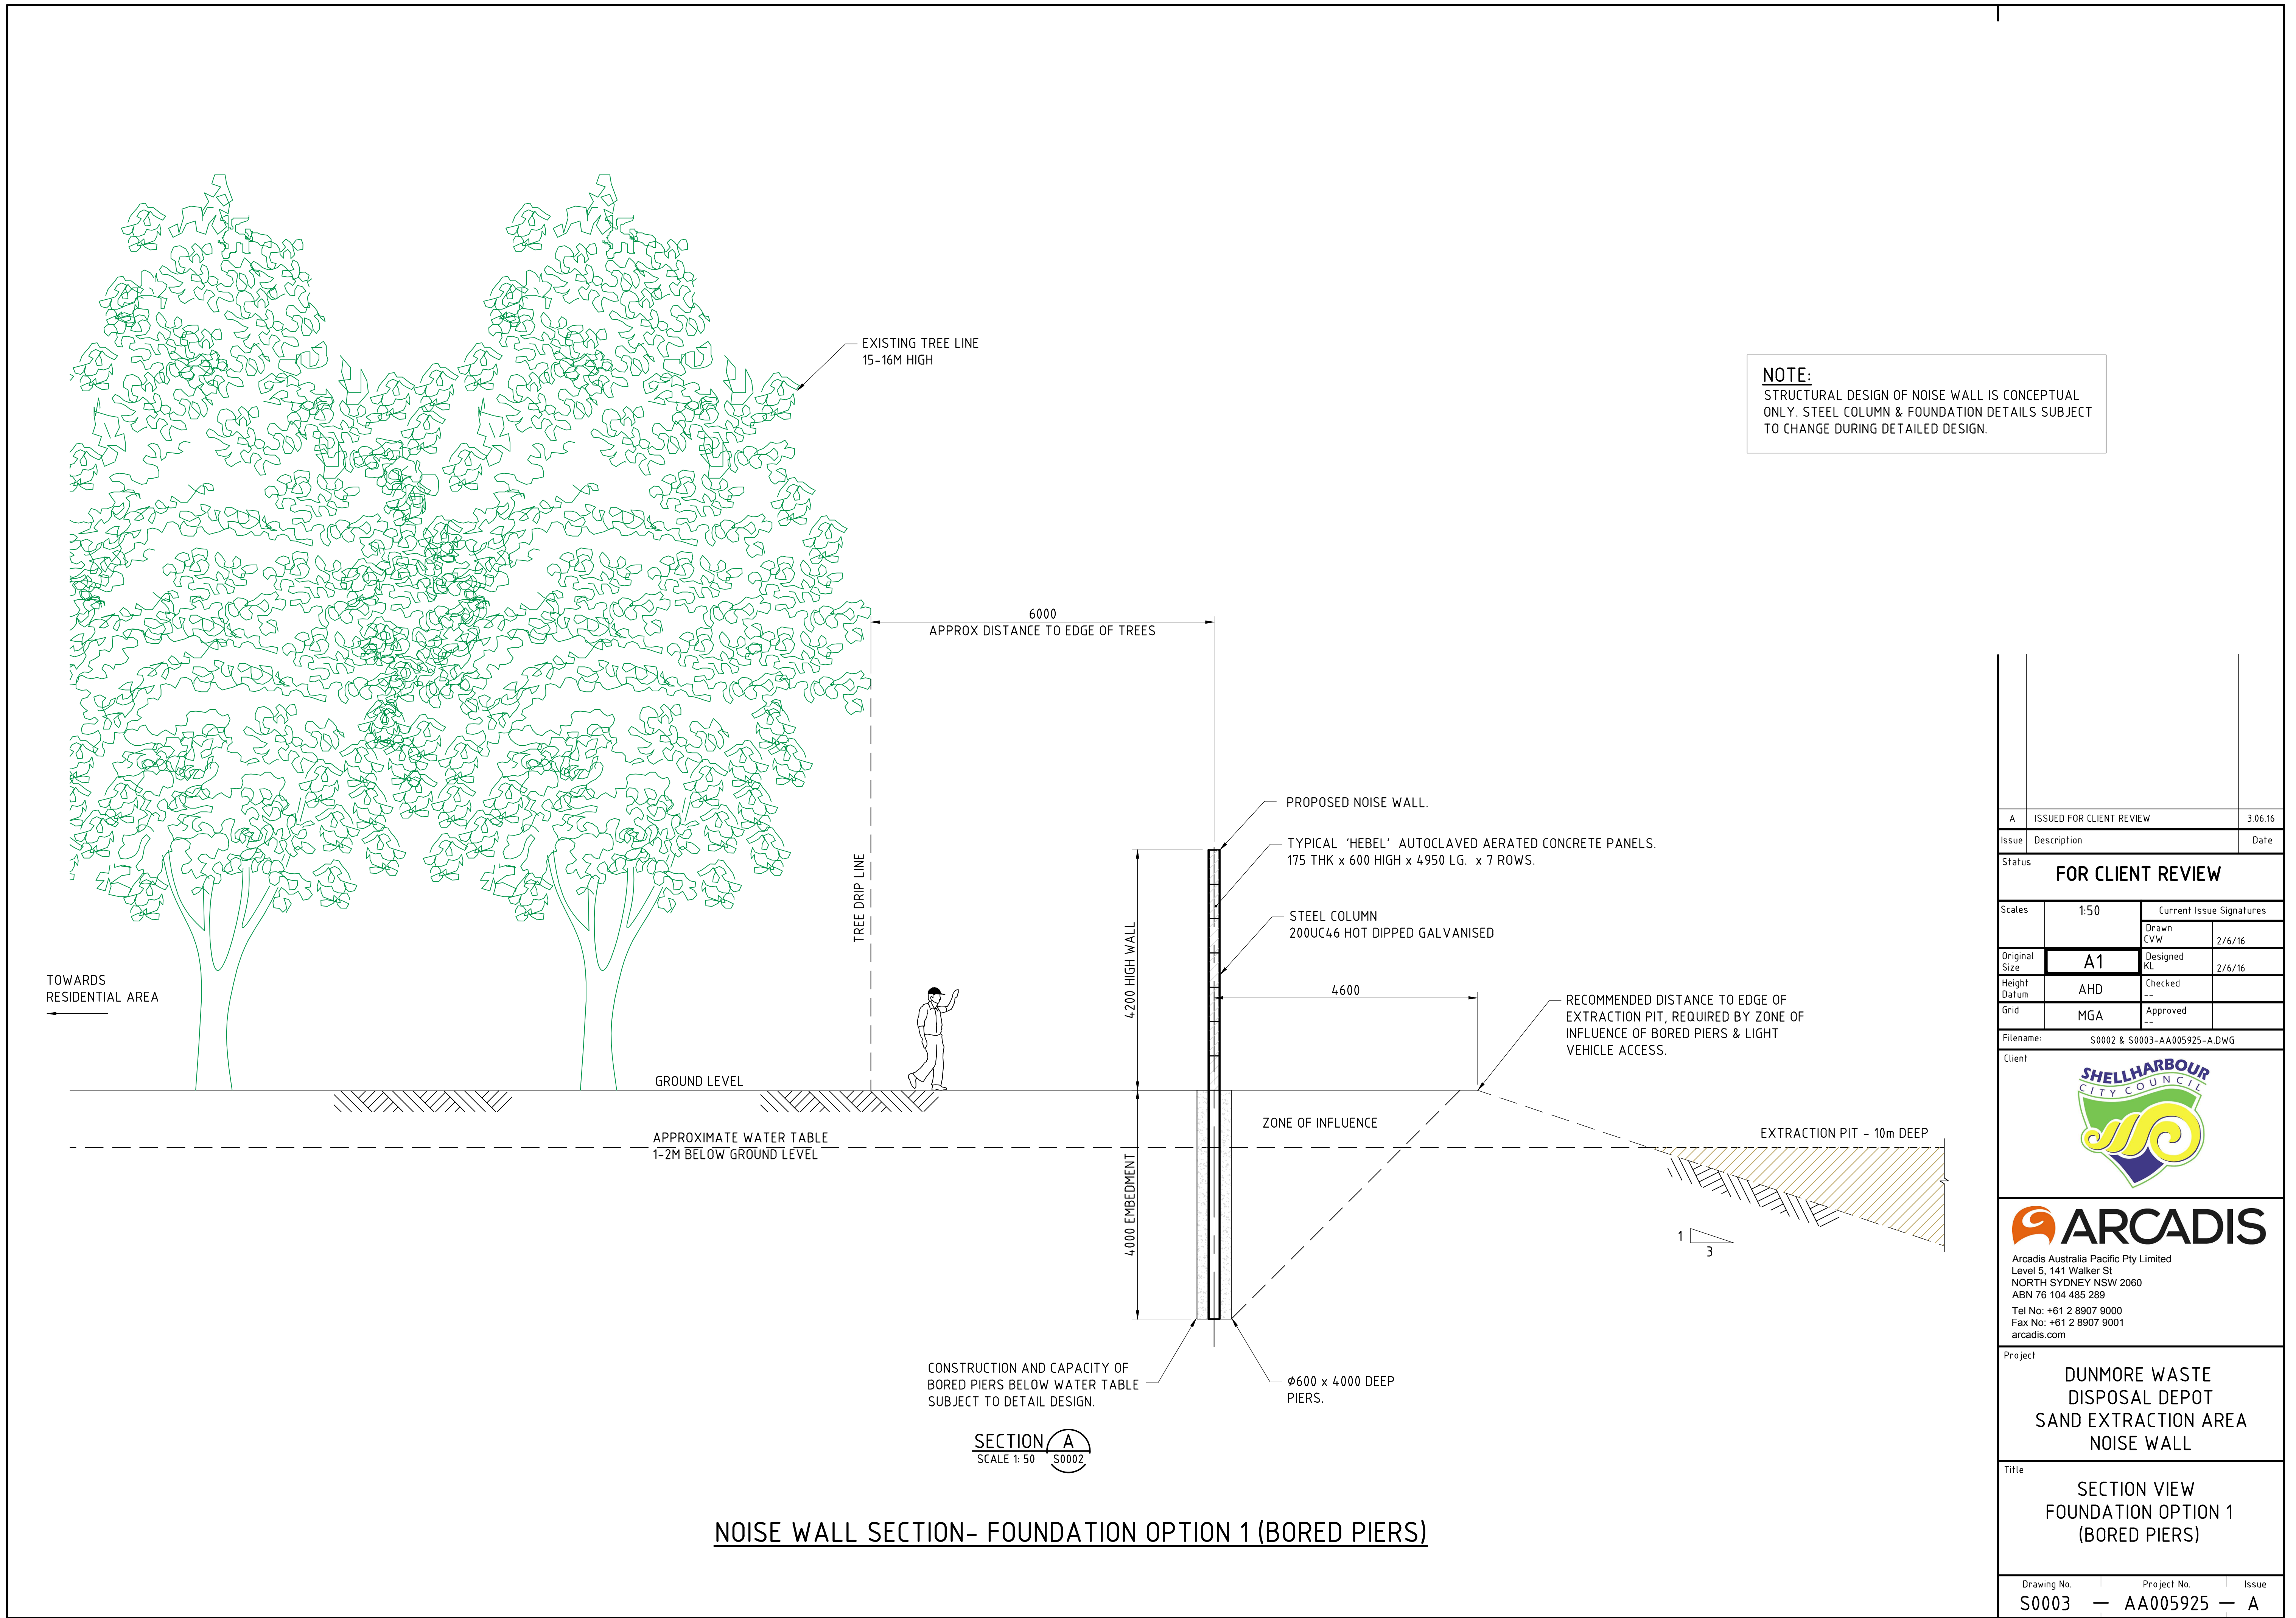 EXISTING TREE LINE
15-16M HIGH
NOTE:
STRUCTURAL DESIGN OF NOISE WALL IS CONCEPTUAL
ONLY. STEEL COLUMN & FOUNDATION DETAILS SUBJECT
TO CHANGE DURING DETAILED DESIGN.
6000
APPROX DISTANCE TO EDGE OF TREES
PROPOSED NOISE WALL.
TYPICAL 'HEBEL' AUTOCLAVED AERATED CONCRETE PANELS.
175 THK x 600 HIGH x 4950 LG. x 7 ROWS.
TREE DRIP LINE
STEEL COLUMN
200UC46 HOT DIPPED GALVANISED
4200 HIGH WALL
TOWARDS
RESIDENTIAL AREA
4600
RECOMMENDED DISTANCE TO EDGE OF
EXTRACTION PIT, REQUIRED BY ZONE OF
INFLUENCE OF BORED PIERS & LIGHT
VEHICLE ACCESS.
GROUND LEVEL
ZONE OF INFLUENCE
EXTRACTION PIT - 10m DEEP
APPROXIMATE WATER TABLE
1-2M BELOW GROUND LEVEL
4000 EMBEDMENT
1
3
CONSTRUCTION AND CAPACITY OF
BORED PIERS BELOW WATER TABLE
SUBJECT TO DETAIL DESIGN.
Ø600 x 4000 DEEP
PIERS.
SECTION A
SCALE 1: 50 S0002
NOISE WALL SECTION- FOUNDATION OPTION 1 (BORED PIERS)
A ISSUED FOR CLIENT REVIEW 3.06.16
Issue Description Date
Status
FOR CLIENT REVIEW
Scales 1:50 Current Issue Signatures
Drawn
CVW 2/6/16
Original
Size A1
Designed
KL 2/6/16
Height
Datum AHD
Checked
--
Grid MGA
Approved
--
Filename: S0002 & S0003-AA005925-A.DWG
Client
SHELLHARBOUR
CITY COUNCIL
ARCADIS
Arcadis Australia Pacific Pty Limited
Level 5, 141 Walker St
NORTH SYDNEY NSW 2060
ABN 76 104 485 289
Tel No: +61 2 8907 9000
Fax No: +61 2 8907 9001
arcadis.com
Project
DUNMORE WASTE
DISPOSAL DEPOT
SAND EXTRACTION AREA
NOISE WALL
Title
SECTION VIEW
FOUNDATION OPTION 1
(BORED PIERS)
Drawing No. Project No. Issue
S0003 — AA005925 — A